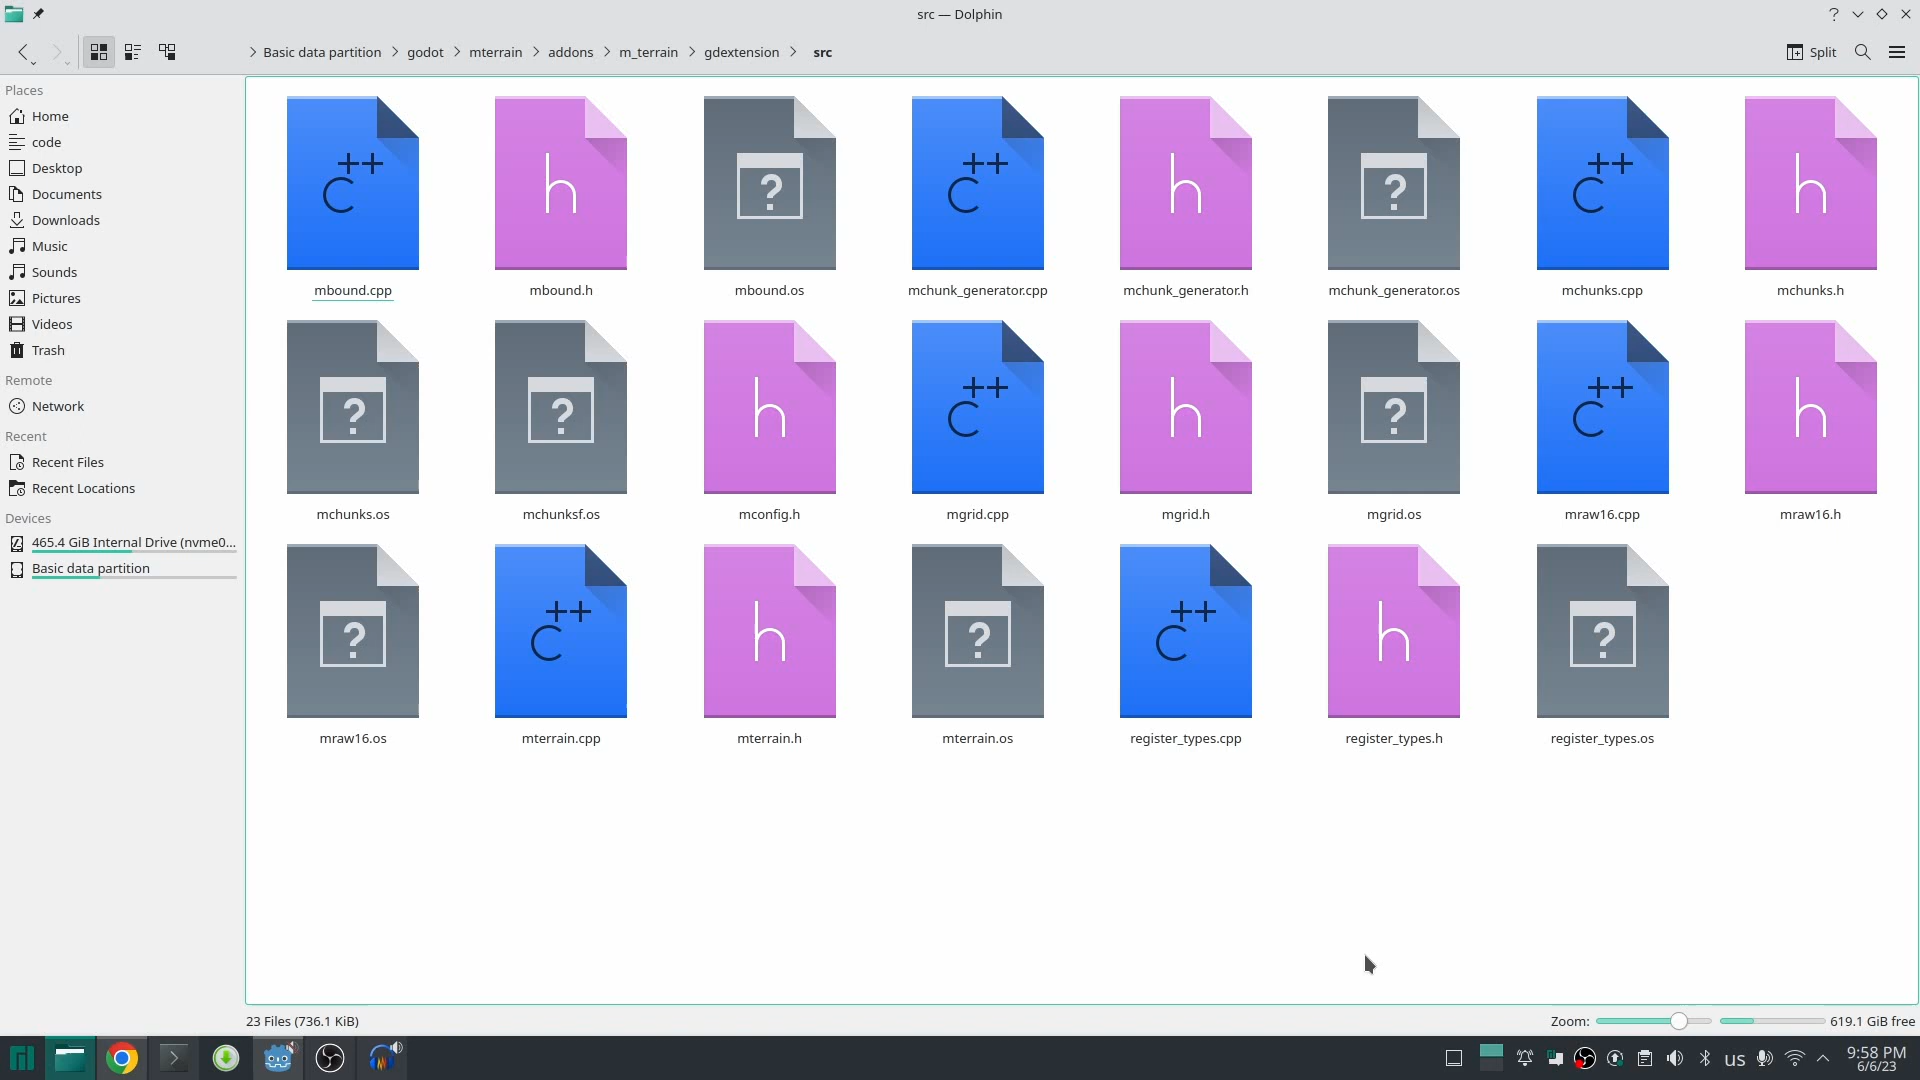 src — Dolphin
Basic data partition > godot > mterrain > addons > m_terrain > gdextension > src
Split
Places
Home
code
Desktop
Documents
Downloads
Music
Sounds
Pictures
Videos
Trash
Remote
Network
Recent
Recent Files
Recent Locations
Devices
465.4 GiB Internal Drive (nvme0...
Basic data partition
mbound.cpp
mbound.h
mbound.os
mchunk_generator.cpp
mchunk_generator.h
mchunk_generator.os
mchunks.cpp
mchunks.h
mchunks.os
mchunksf.os
mconfig.h
mgrid.cpp
mgrid.h
mgrid.os
mraw16.cpp
mraw16.h
mraw16.os
mterrain.cpp
mterrain.h
mterrain.os
register_types.cpp
register_types.h
register_types.os
23 Files (736.1 KiB)
Zoom:
619.1 GiB free
us
9:58 PM
6/6/23